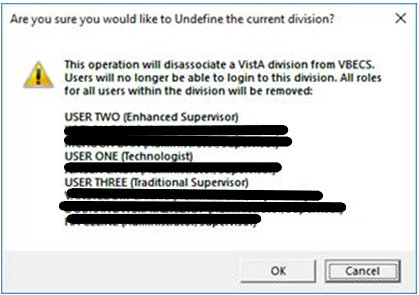 Are you sure you would like to Undefine the current division?
This operation will disassociate a VistA division from VBECS.
Users will no longer be able to login to this division. All roles
for all users within the division will be removed:
USER TWO (Enhanced Supervisor)
USER ONE (Technologist)
USER THREE (Traditional Supervisor)
OK
Cancel